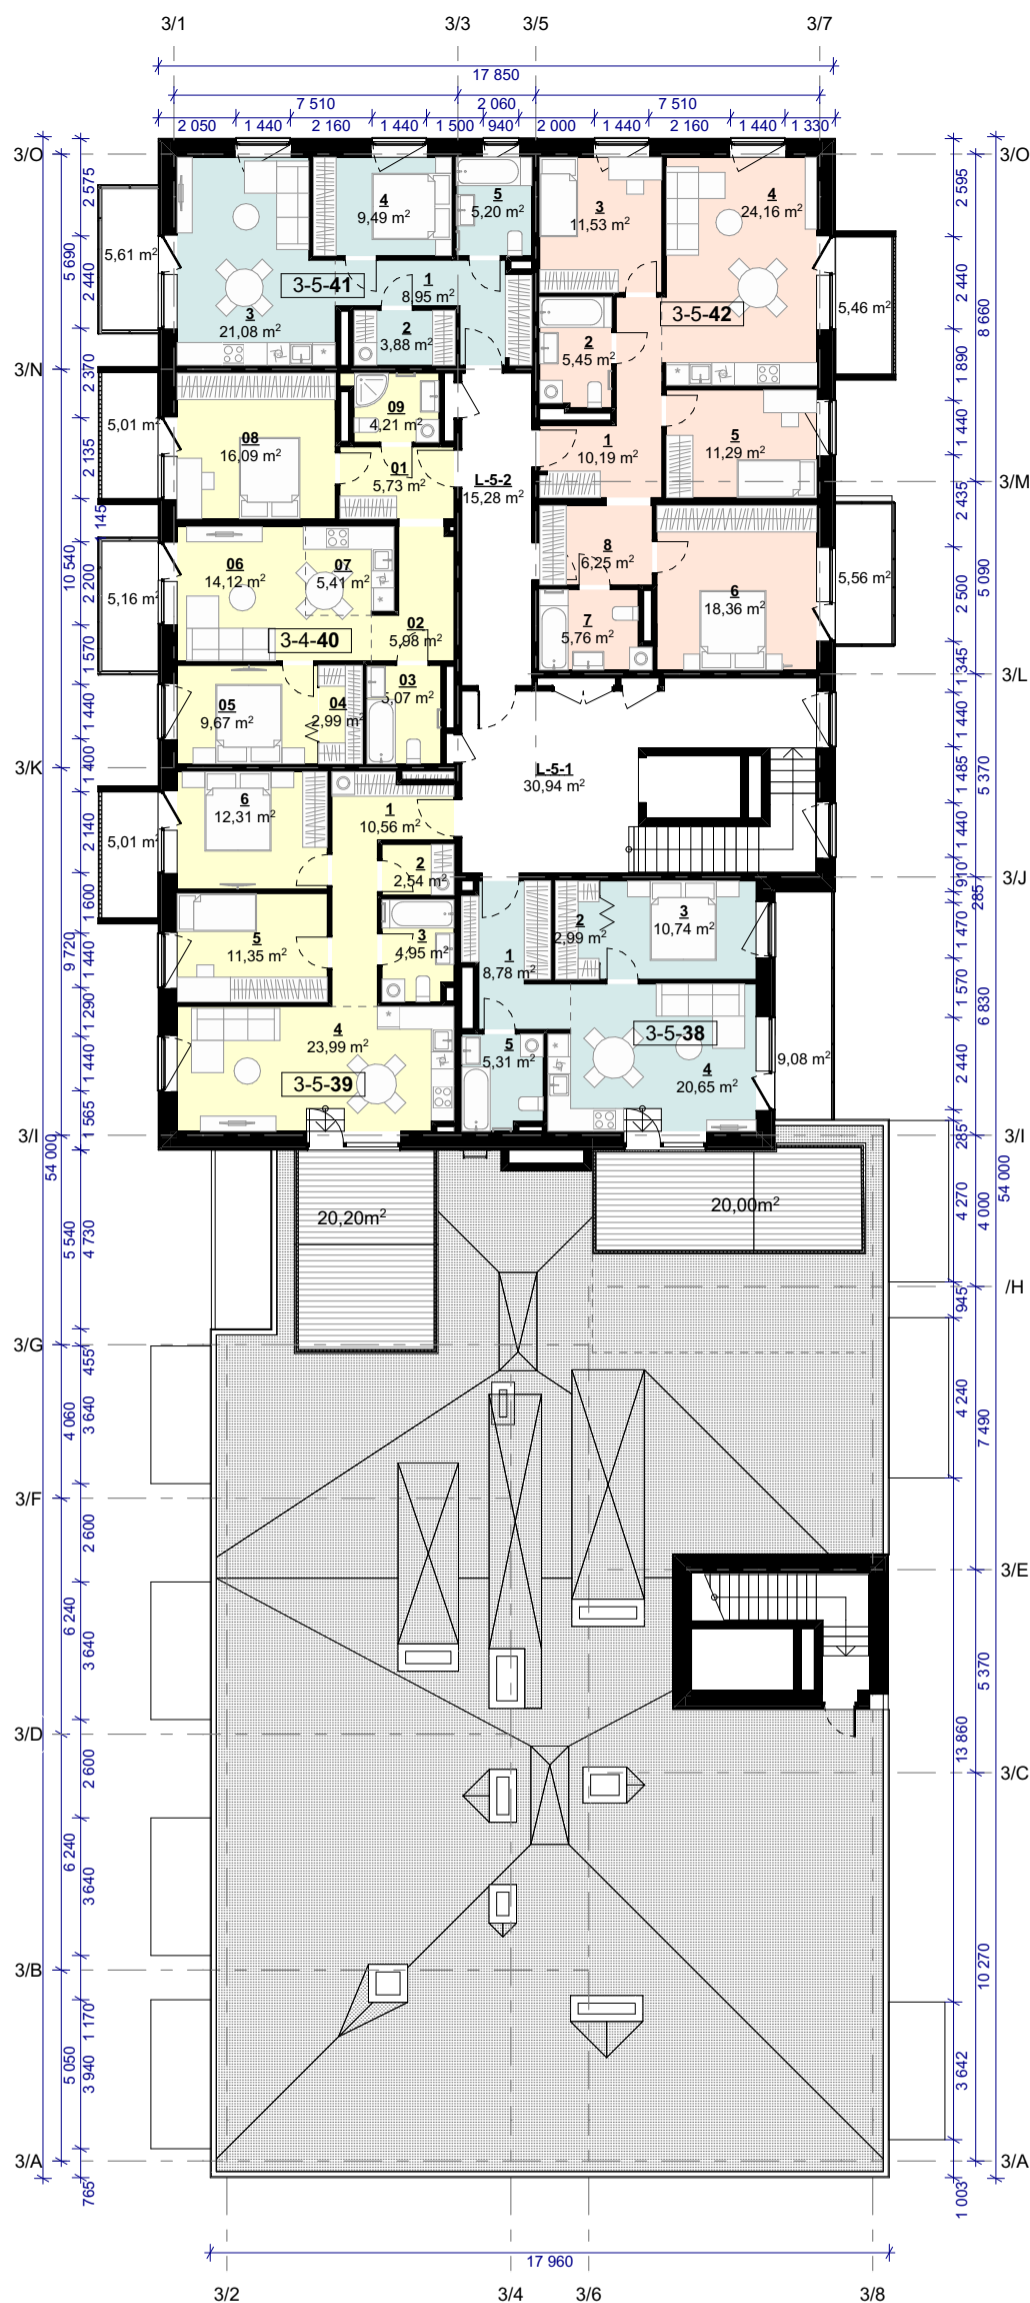 3/1 3/3 3/5 3/7
17 850
7 510 2 060 7 510
2 050 1 440 2 160 1 440 1 500 940 2 000 1 440 2 160 1 440 1 330
3/O 3/O
2 575 2 595
5 690 2 440 2 440 8 660
2 370 1 890
4
9,49 m²
5
5,20 m²
3
11,53 m²
4
24,16 m²
5,61 m²
3-5-41
1
8,95 m²
3
21,08 m²
2
3,88 m²
3-5-42
5,46 m²
2
5,45 m²
3/N
5,01 m²
08
16,09 m²
09
4,21 m²
01
5,73 m²
L-5-2
15,28 m²
1
10,19 m²
5
11,29 m²
1 440
3/M
2 135
2 435
145
10 540
2 200
1 570
5,16 m²
06
14,12 m²
07
5,41 m²
02
5,98 m²
3-4-40
8
6,25 m²
7
5,76 m²
6
18,36 m²
5,56 m²
2 500
5 090
1 345
3/L
05
9,67 m²
04
2,99 m²
03
5,07 m²
1 440
1 400
1 440
1 485
5 370
3/K
L-5-1
30,94 m²
6
12,31 m²
1
10,56 m²
5,01 m²
2 140
1 440
910
2
2,54 m²
3/J
285
1 600
9 720
1 440
1 290
1 440
1 565
5
11,35 m²
3
4,95 m²
1
8,78 m²
2
2,99 m²
3
10,74 m²
1 470
1 570
6 830
2 440
285
4
23,99 m²
3-5-39
5
5,31 m²
3-5-38
4
20,65 m²
9,08 m²
3/I 3/I
54 000 54 000
20,20m²
20,00m²
5 540 4 730
4 270 4 000
/H
945
3/G
455
4 060 3 640
4 240 7 490
3/F
2 600
3/E
6 240
3 640
5 370
3/D
13 860
3/C
2 600
6 240
3 640
3/B
10 270
1 170
5 050
3 940
3 642
3/A 3/A
765
1 003
17 960
3/2 3/4 3/6 3/8